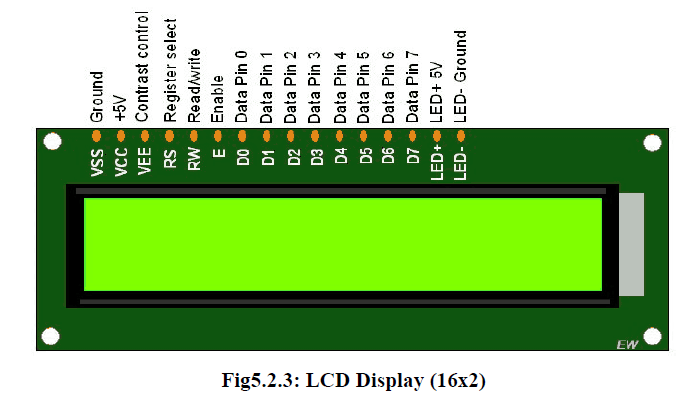 Ground
+5V
Contrast control
Register select
Read/write
Enable
Data Pin 0
Data Pin 1
Data Pin 2
Data Pin 3
Data Pin 4
Data Pin 5
Data Pin 6
Data Pin 7
LED+ 5V
LED- Ground
VSS
VCC
VEE
RS
RW
E
D0
D1
D2
D3
D4
D5
D6
D7
LED+
LED-
EW
Fig5.2.3: LCD Display (16x2)